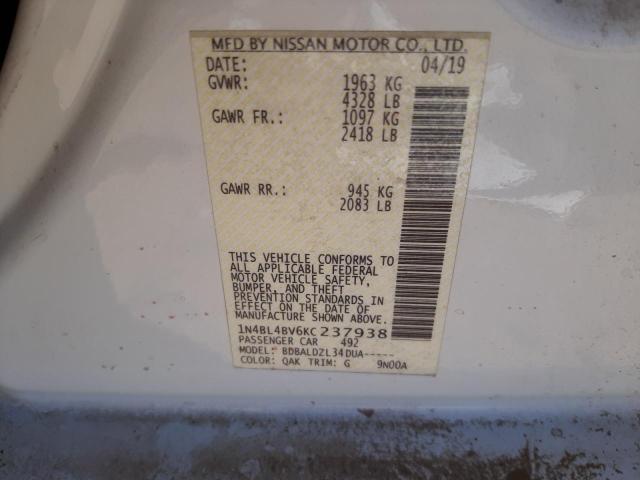 MFD BY NISSAN MOTOR CO., LTD.
DATE: 04/19
GVWR: 1963 KG
4328 LB
GAWR FR.: 1097 KG
2418 LB
GAWR RR.: 945 KG
2083 LB
THIS VEHICLE CONFORMS TO
ALL APPLICABLE FEDERAL
MOTOR VEHICLE SAFETY,
BUMPER, AND THEFT
PREVENTION STANDARDS IN
EFFECT ON THE DATE OF
MANUFACTURE SHOWN ABOVE.
1N4BL4BV6KC237938
PASSENGER CAR 492
MODEL: BDBALDZL34DUA-----
COLOR: QAK TRIM: G 9N00A